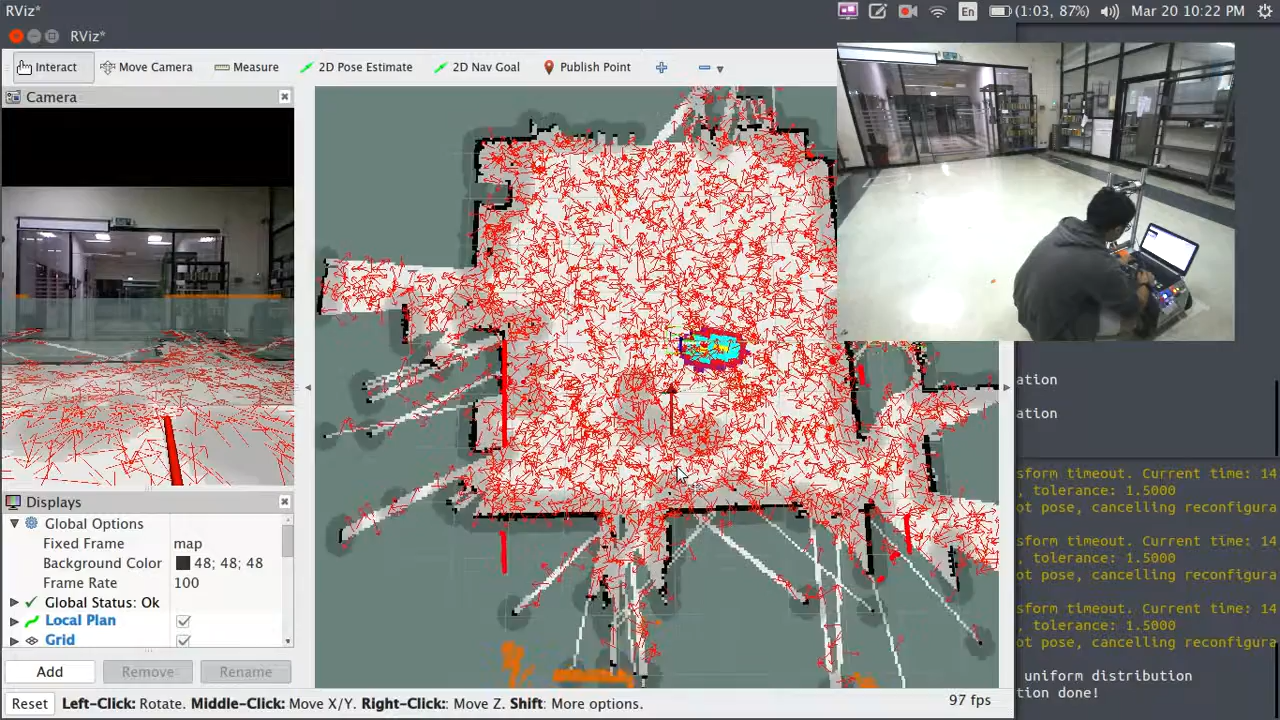 RViz*
En
(1:03, 87%)
Mar 20 10:22 PM
RViz*
Interact
Move Camera
Measure
2D Pose Estimate
2D Nav Goal
Publish Point
Camera
Displays
Global Options
Fixed Frame map
Background Color 48; 48; 48
Frame Rate 100
Global Status: Ok
Local Plan
Grid
Add
Remove
Rename
Reset
Left-Click: Rotate. Middle-Click: Move X/Y. Right-Click: Move Z. Shift: More options.
97 fps
ation
ation
sform timeout. Current time: 14
, tolerance: 1.5000
ot pose, cancelling reconfigura
sform timeout. Current time: 14
, tolerance: 1.5000
ot pose, cancelling reconfigura
sform timeout. Current time: 14
, tolerance: 1.5000
ot pose, cancelling reconfigura
uniform distribution
tion done!